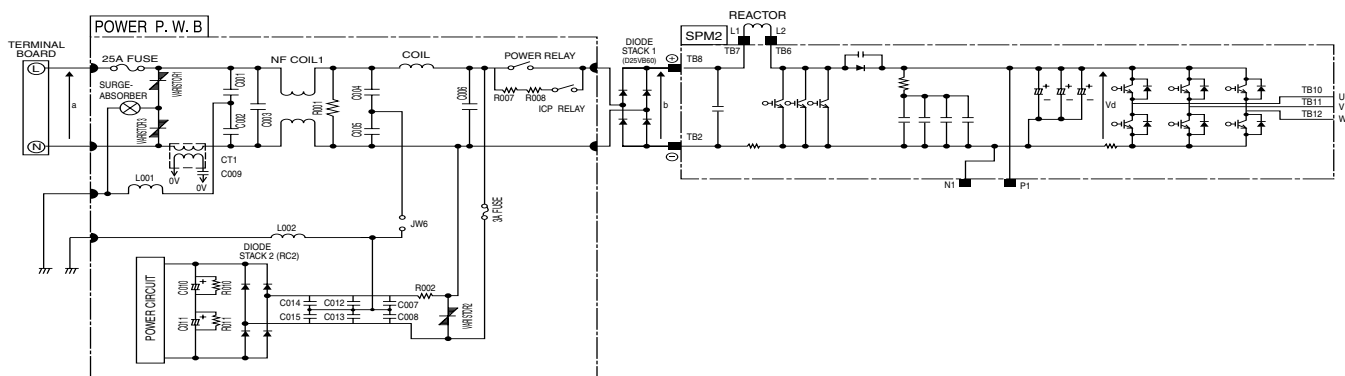 POWER P. W. B
REACTOR
L1
L2
SPM2
TB7
TB6
TERMINAL
BOARD
25A FUSE
NF COIL1
COIL
POWER RELAY
DIODE
STACK 1
(D25VB60)
L
N
a
SURGE-
ABSORBER
VARISTOR1
VARISTOR3
C001
C002
C003
R001
C004
C005
C006
R007
R008
ICP RELAY
b
+
−
TB8
TB2
Vd
TB10
TB11
TB12
U
V
W
N1
P1
CT1
C009
0V
0V
L001
JW6
3A FUSE
L002
DIODE
STACK 2 (RC2)
POWER CIRCUIT
C010
R010
C011
R011
C014
C012
C007
C015
C013
C008
R002
VARISTOR2